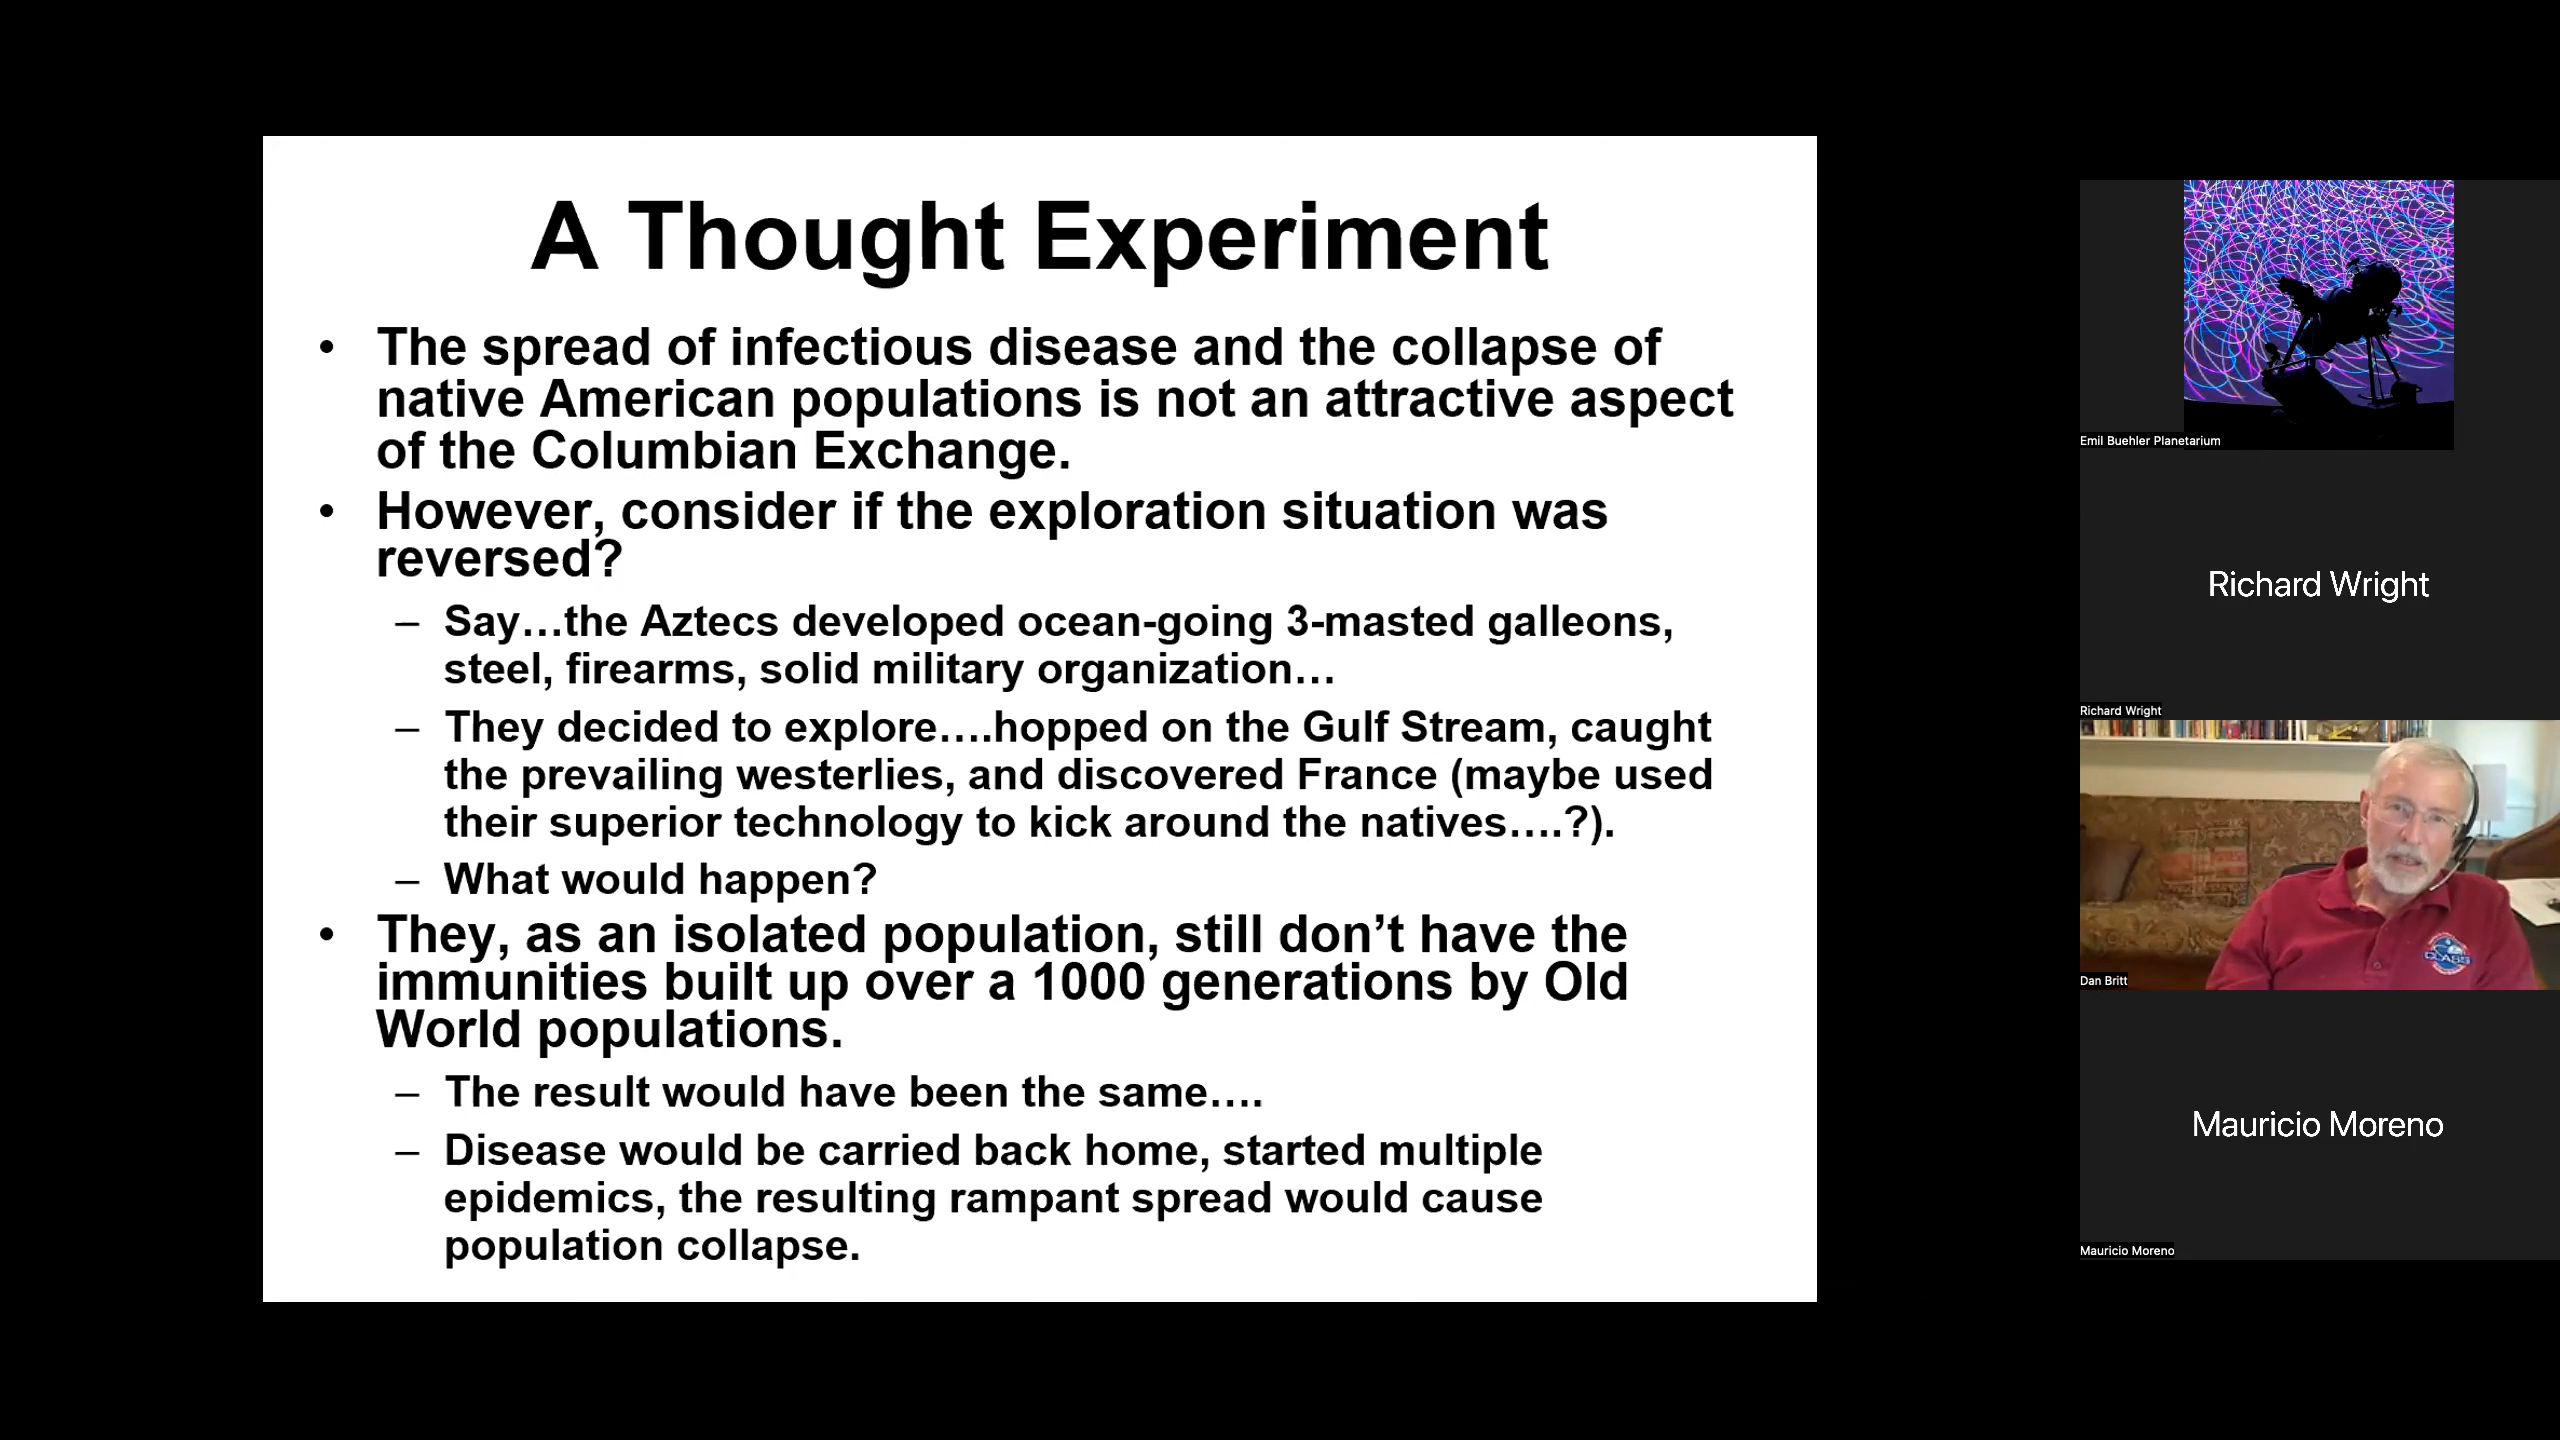 A Thought Experiment
• The spread of infectious disease and the collapse of
native American populations is not an attractive aspect
of the Columbian Exchange.
• However, consider if the exploration situation was
reversed?
– Say…the Aztecs developed ocean-going 3-masted galleons,
steel, firearms, solid military organization…
– They decided to explore….hopped on the Gulf Stream, caught
the prevailing westerlies, and discovered France (maybe used
their superior technology to kick around the natives….?).
– What would happen?
• They, as an isolated population, still don’t have the
immunities built up over a 1000 generations by Old
World populations.
– The result would have been the same….
– Disease would be carried back home, started multiple
epidemics, the resulting rampant spread would cause
population collapse.
Emil Buehler Planetarium
Richard Wright
Richard Wright
CLASS
Dan Britt
Mauricio Moreno
Mauricio Moreno